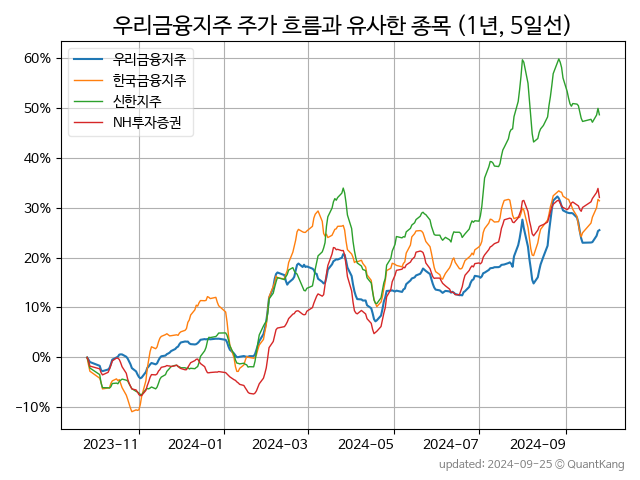 우리금융지주 주가 흐름과 유사한 종목 (1년, 5일선)
우리금융지주
한국금융지주
신한지주
NH투자증권
60%
50%
40%
30%
20%
10%
0%
−10%
2023-11
2024-01
2024-03
2024-05
2024-07
2024-09
updated: 2024-09-25 © QuantKang